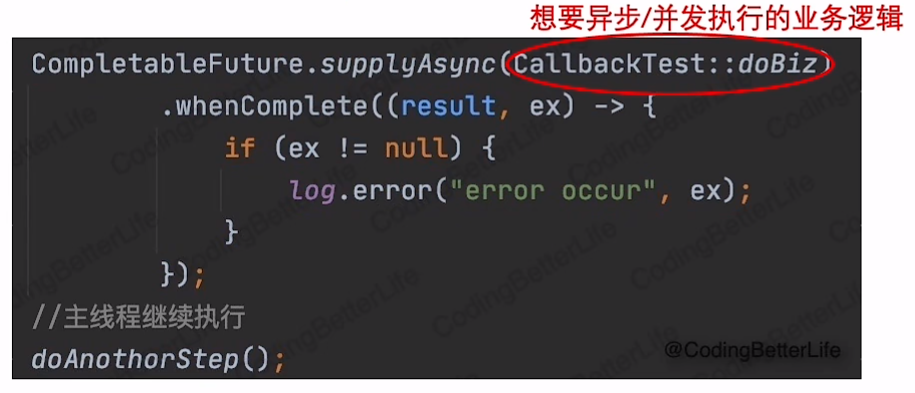 想要异步/并发执行的业务逻辑
CompletableFuture.supplyAsync(CallbackTest::doBiz)
.whenComplete((result, ex) -> {
if (ex != null) {
log.error("error occur", ex);
}
});
//主线程继续执行
doAnothorStep();
@CodingBetterLife